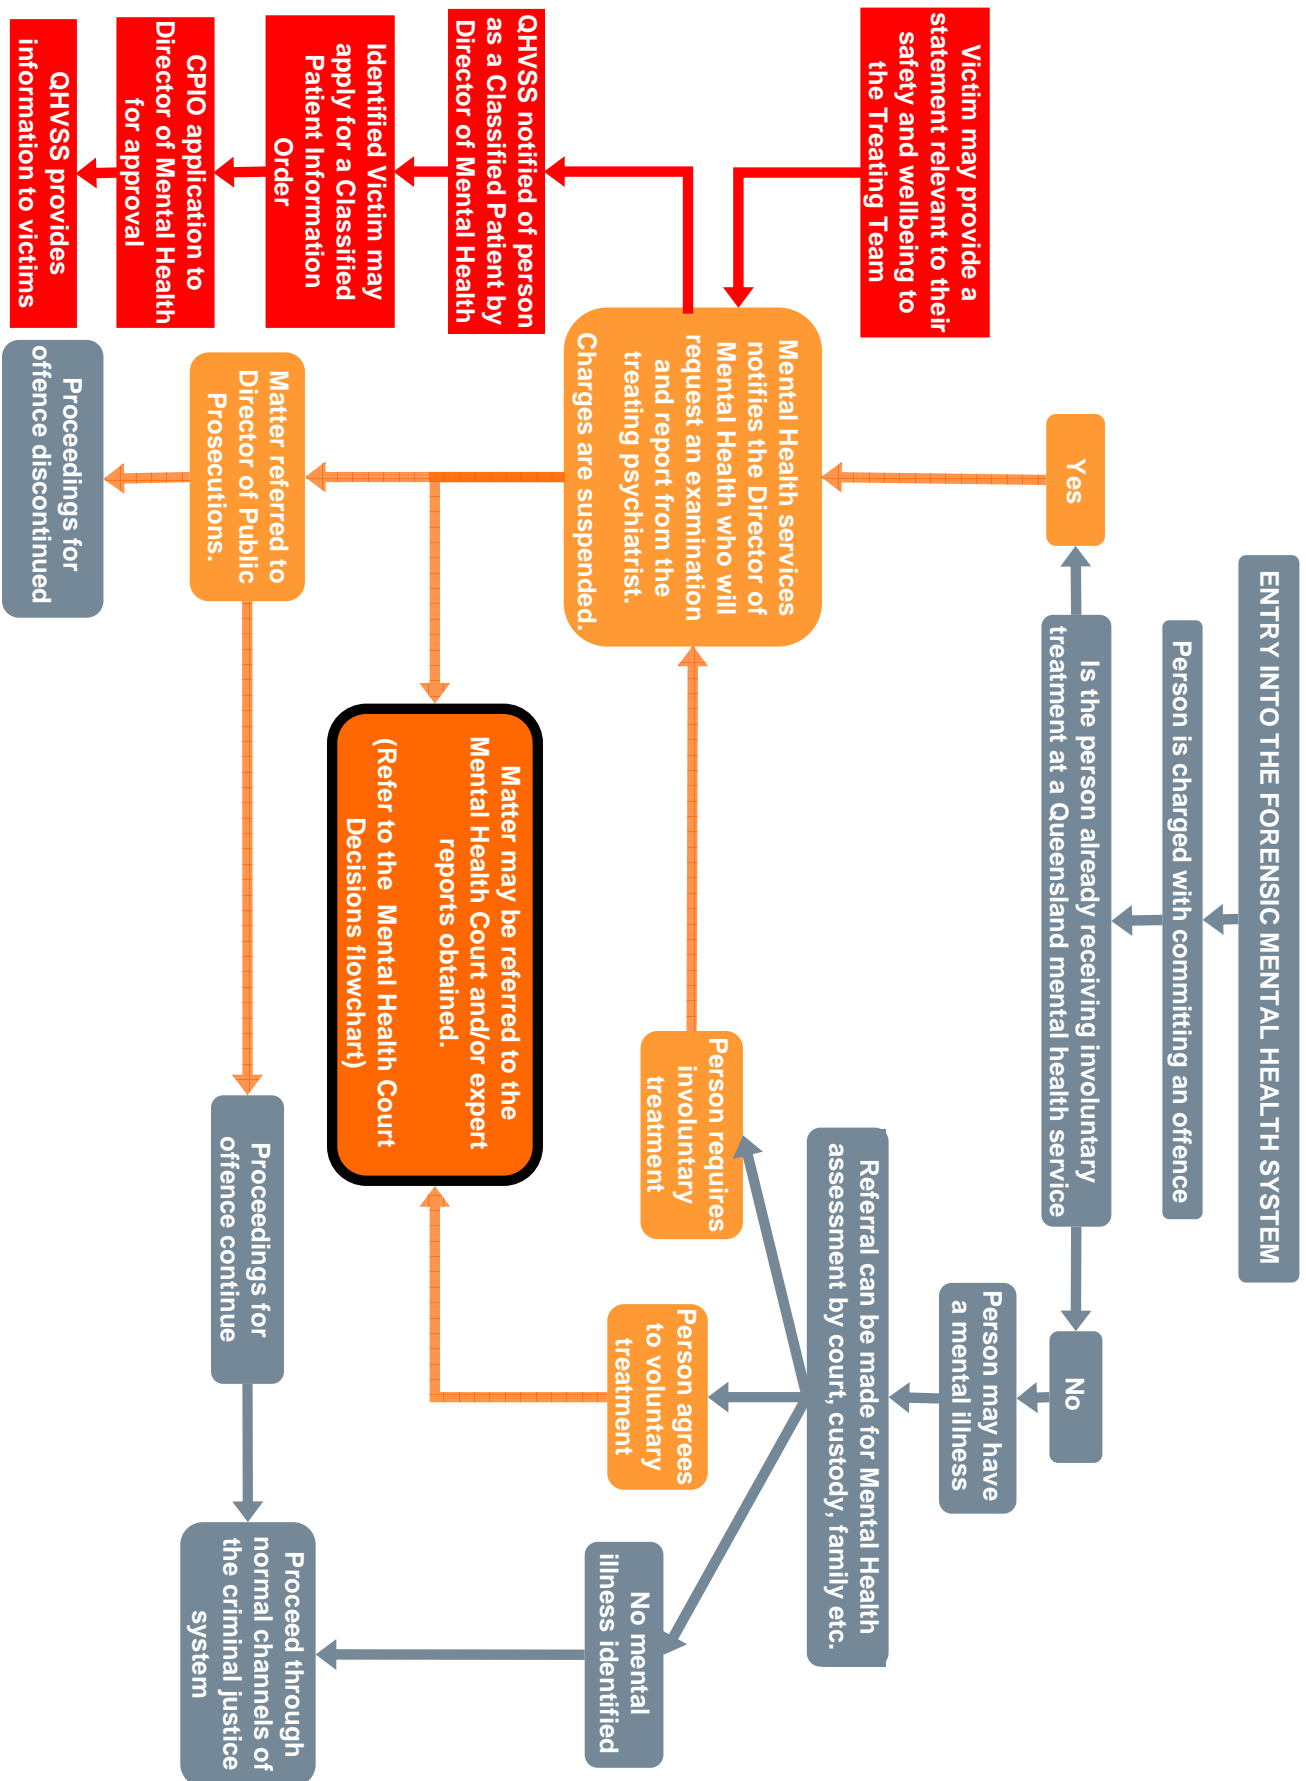 ENTRY INTO THE FORENSIC MENTAL HEALTH SYSTEM
Person is charged with committing an offence
Is the person already receiving involuntary
treatment at a Queensland mental health service
Yes
No
Person may have
a mental illness
Referral can be made for Mental Health
assessment by court, custody, family etc.
Victim may provide a
statement relevant to their
safety and wellbeing to
the Treating Team
Mental Health services
notifies the Director of
Mental Health who will
request an examination
and report from the
treating psychiatrist.
Charges are suspended.
Person requires
involuntary
treatment
Person agrees
to voluntary
treatment
No mental
illness identified
QHVSS notified of person
as a Classified Patient by
Director of Mental Health
Identified Victim may
apply for a Classified
Patient Information
Order
CPIO application to
Director of Mental Health
for approval
QHVSS provides
information to victims
Matter may be referred to the
Mental Health Court and/or expert
reports obtained.
(Refer to the Mental Health Court
Decisions flowchart)
Matter referred to
Director of Public
Prosecutions.
Proceedings for
offence discontinued
Proceedings for
offence continue
Proceed through
normal channels of
the criminal justice
system